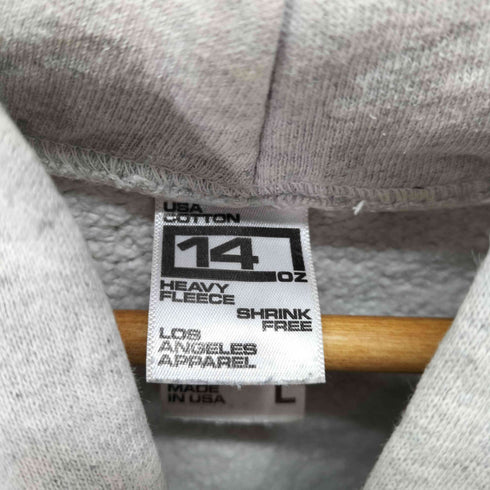 USA
COTTON
14
OZ
HEAVY
FLEECE
SHRINK
FREE
LOS
ANGELES
APPAREL
MADE
IN USA
L